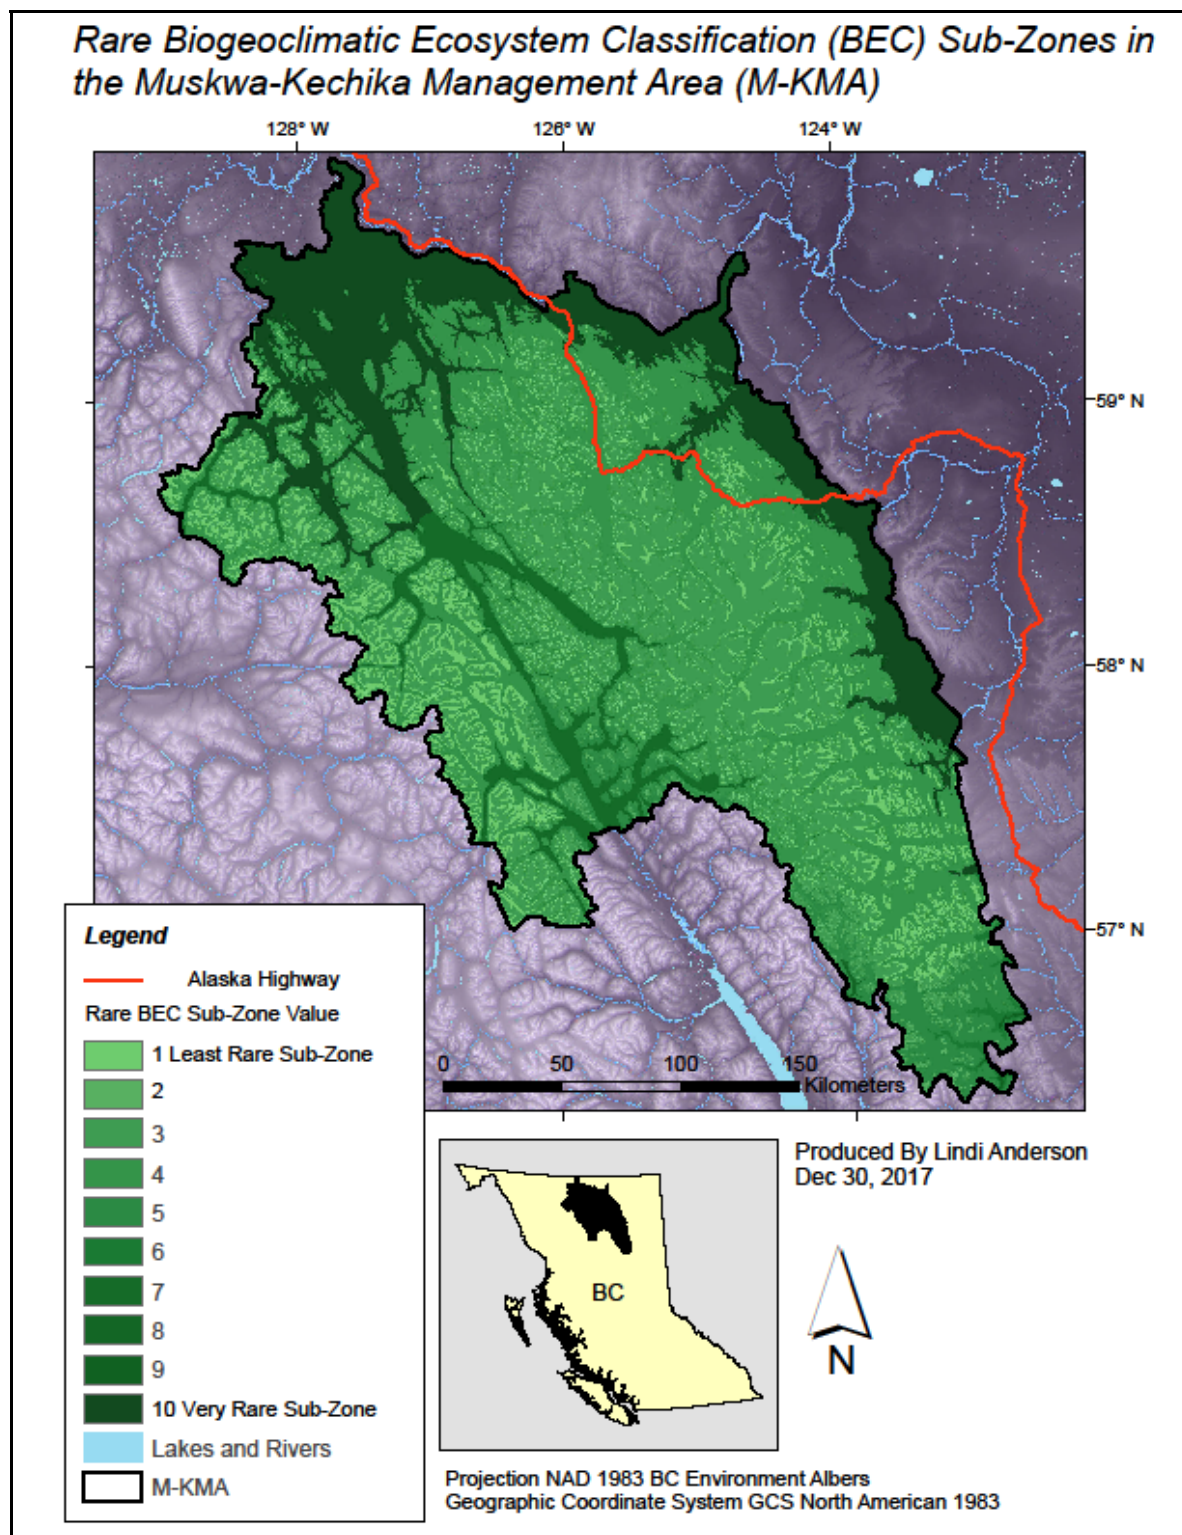 Rare Biogeoclimatic Ecosystem Classification (BEC) Sub-Zones in
the Muskwa-Kechika Management Area (M-KMA)
128° W
126° W
124° W
59° N
58° N
57° N
Legend
Alaska Highway
Rare BEC Sub-Zone Value
1 Least Rare Sub-Zone
2
3
4
5
6
7
8
9
10 Very Rare Sub-Zone
Lakes and Rivers
M-KMA
0 50 100 150
Kilometers
BC
Produced By Lindi Anderson
Dec 30, 2017
N
Projection NAD 1983 BC Environment Albers
Geographic Coordinate System GCS North American 1983